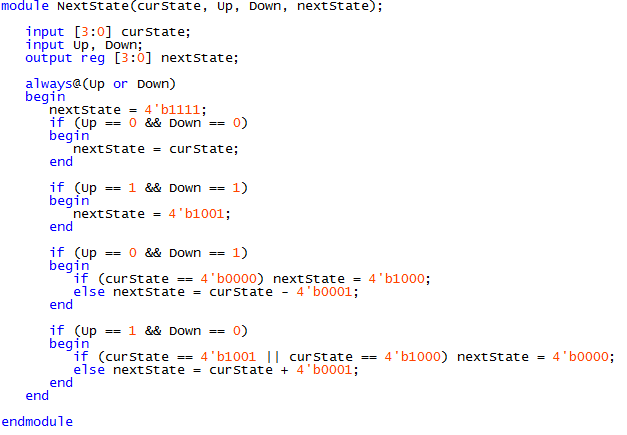 module NextState(curState, Up, Down, nextState);
input [3:0] curState;
input Up, Down;
output reg [3:0] nextState;
always@(Up or Down)
begin
nextState = 4'b1111;
if (Up == 0 && Down == 0)
begin
nextState = curState;
end
if (Up == 1 && Down == 1)
begin
nextState = 4'b1001;
end
if (Up == 0 && Down == 1)
begin
if (curState == 4'b0000) nextState = 4'b1000;
else nextState = curState - 4'b0001;
end
if (Up == 1 && Down == 0)
begin
if (curState == 4'b1001 || curState == 4'b1000) nextState = 4'b0000;
else nextState = curState + 4'b0001;
end
end
endmodule